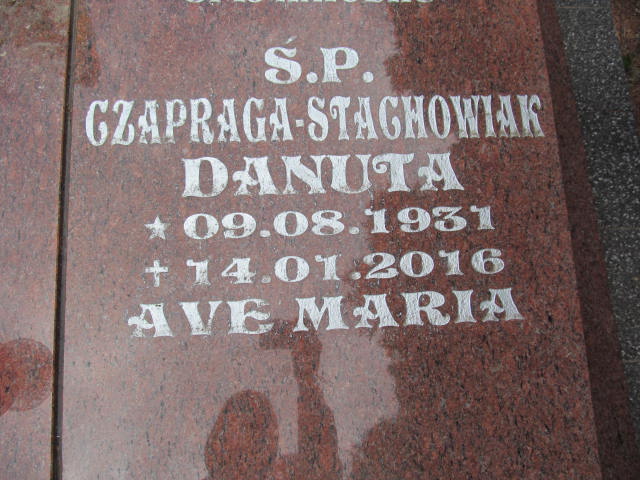 Ś.P.
CZAPRAGA-STACHOWIAK
DANUTA
★ 09.08.1931
✝ 14.01.2016
AVE MARIA